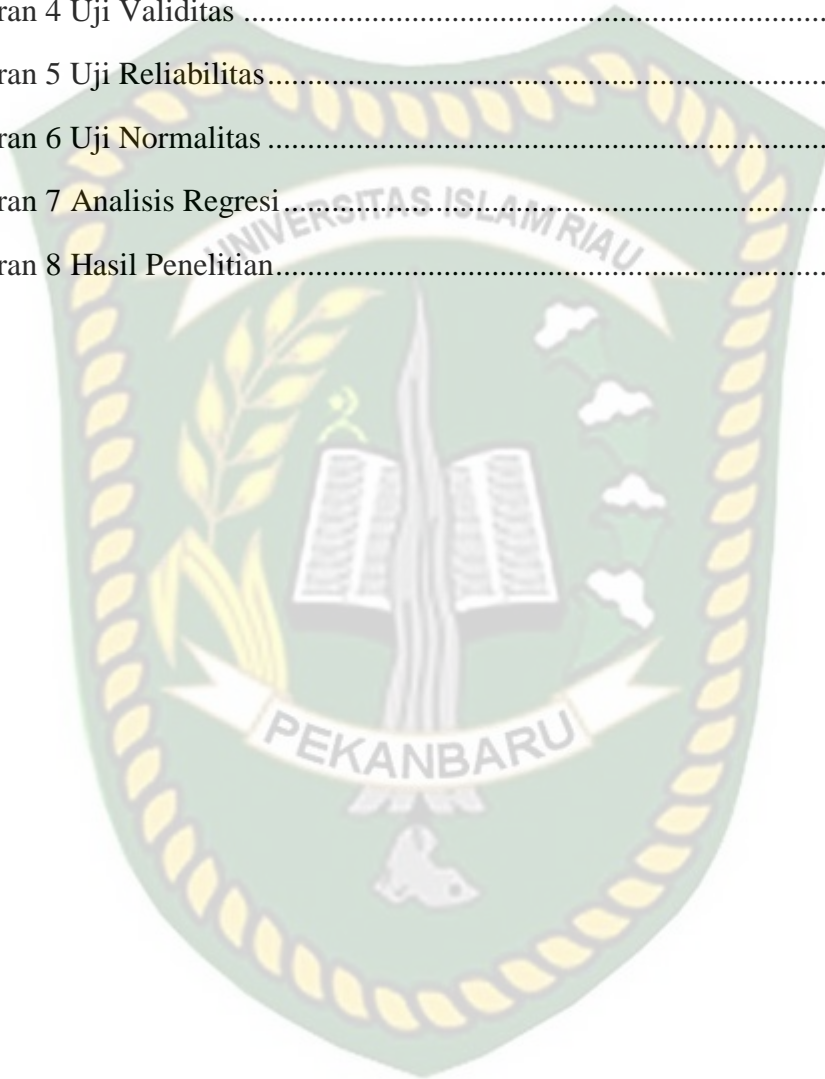 ran 4 Uji Validitas ........................................................................
ran 5 Uji Reliabilitas.....................................................................
ran 6 Uji Normalitas .....................................................................
ran 7 Analisis Regresi...................................................................
ran 8 Hasil Penelitian....................................................................
UNIVERSITAS ISLAM RIAU
PEKANBARU